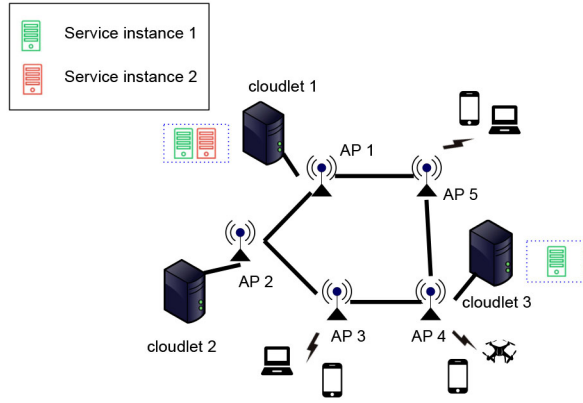 Service instance 1
Service instance 2
cloudlet 1
AP 1
AP 5
AP 2
cloudlet 3
cloudlet 2
AP 3
AP 4